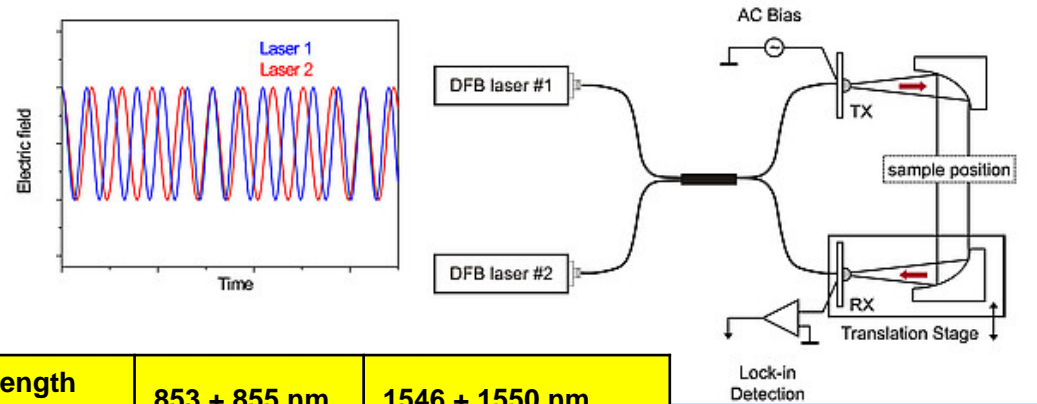 Electric field
Laser 1
Laser 2
Time
DFB laser #1
DFB laser #2
AC Bias
TX
sample position
RX
Translation Stage
Lock-in
Detection
853 + 855 nm
1546 + 1550 nm